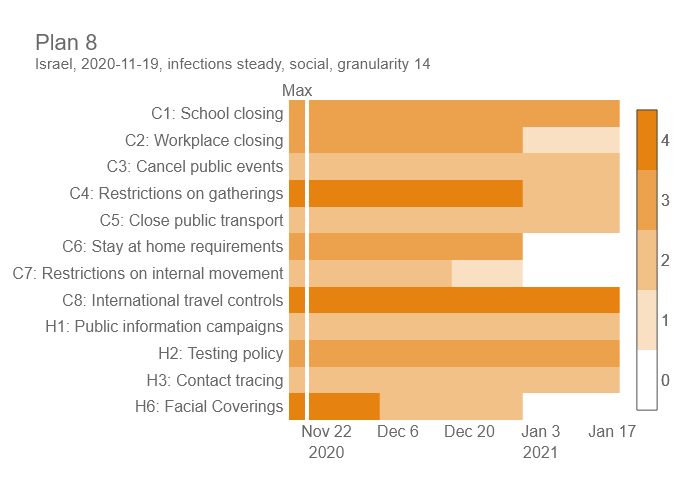 Plan 8
Israel, 2020-11-19, infections steady, social, granularity 14
Max
C1: School closing
C2: Workplace closing
C3: Cancel public events
C4: Restrictions on gatherings
C5: Close public transport
C6: Stay at home requirements
C7: Restrictions on internal movement
C8: International travel controls
H1: Public information campaigns
H2: Testing policy
H3: Contact tracing
H6: Facial Coverings
4
3
2
1
0
Nov 22 Dec 6 Dec 20 Jan 3 Jan 17
2020 2021